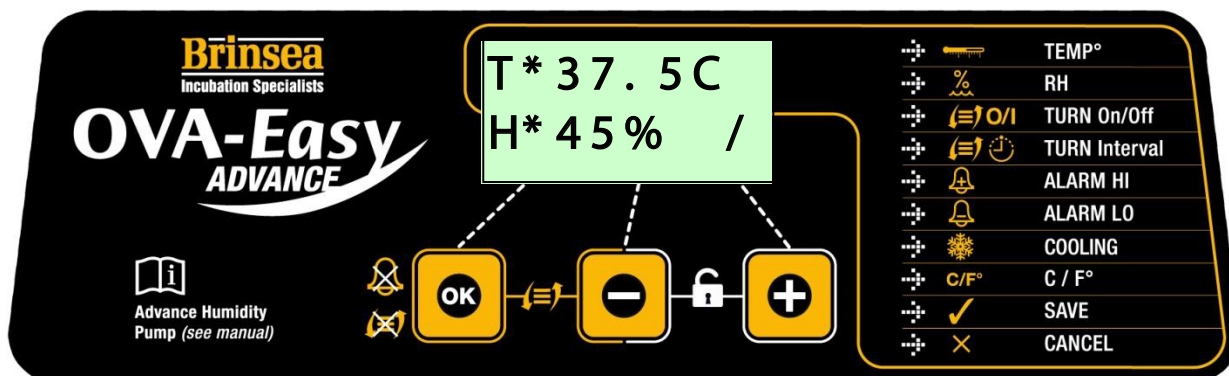 Brinsea
Incubation Specialists
OVA-Easy
ADVANCE
T*37.5C
H*45% /
Advance Humidity
Pump (see manual)
OK
TEMP°
% RH
O/I TURN On/Off
TURN Interval
ALARM HI
ALARM LO
COOLING
C/F° C / F°
SAVE
CANCEL